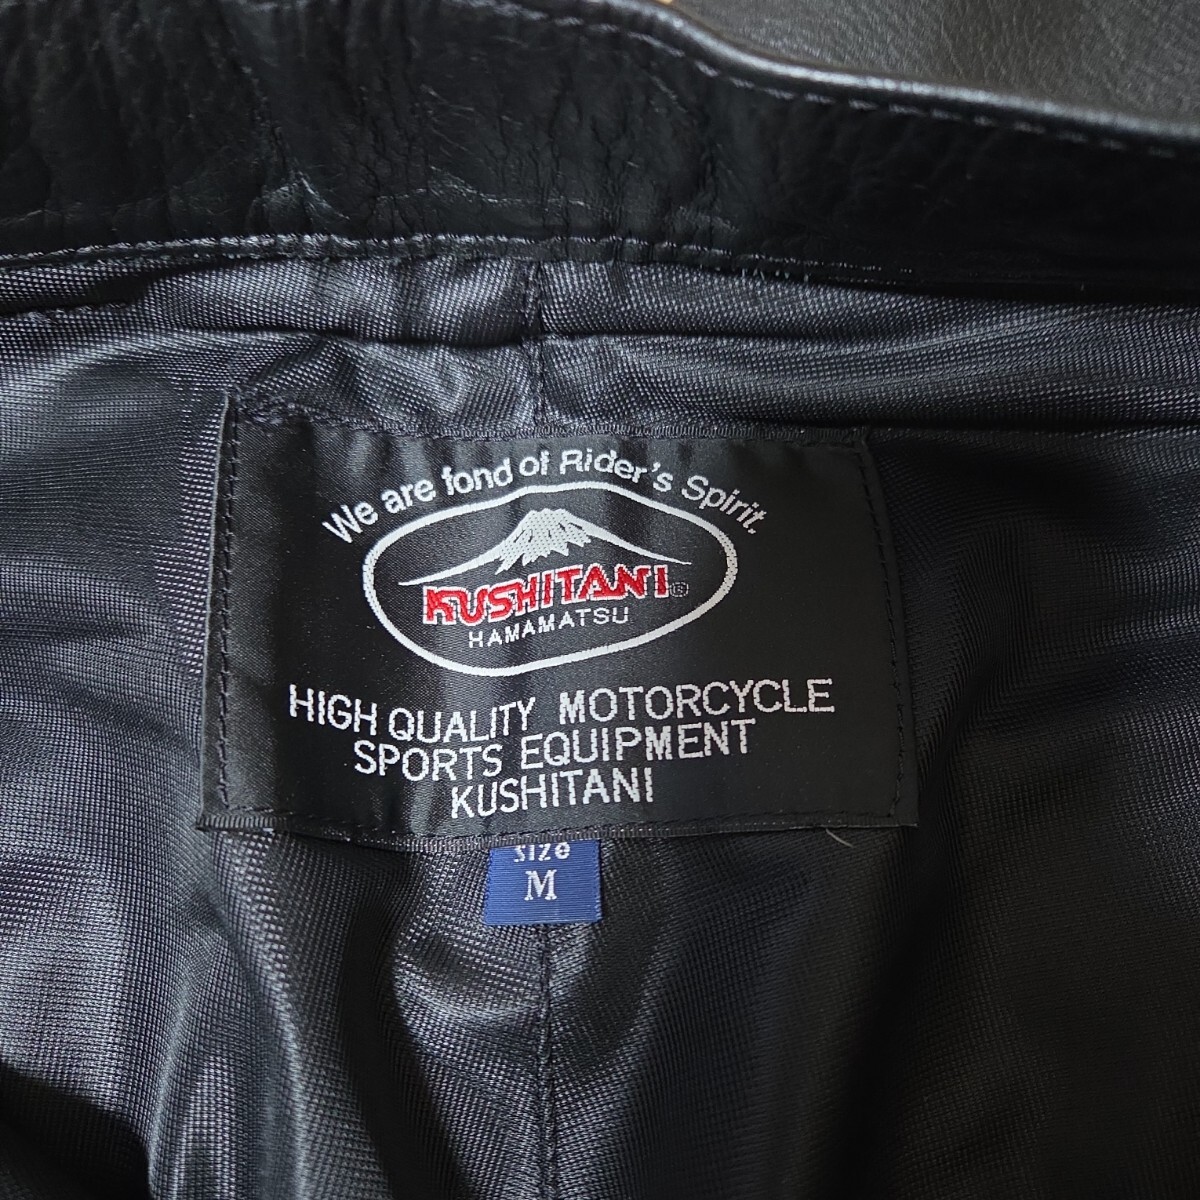 We are fond of Rider's Spirit.
KUSHITANI®
HAMAMATSU
HIGH QUALITY MOTORCYCLE
SPORTS EQUIPMENT
KUSHITANI
size
M